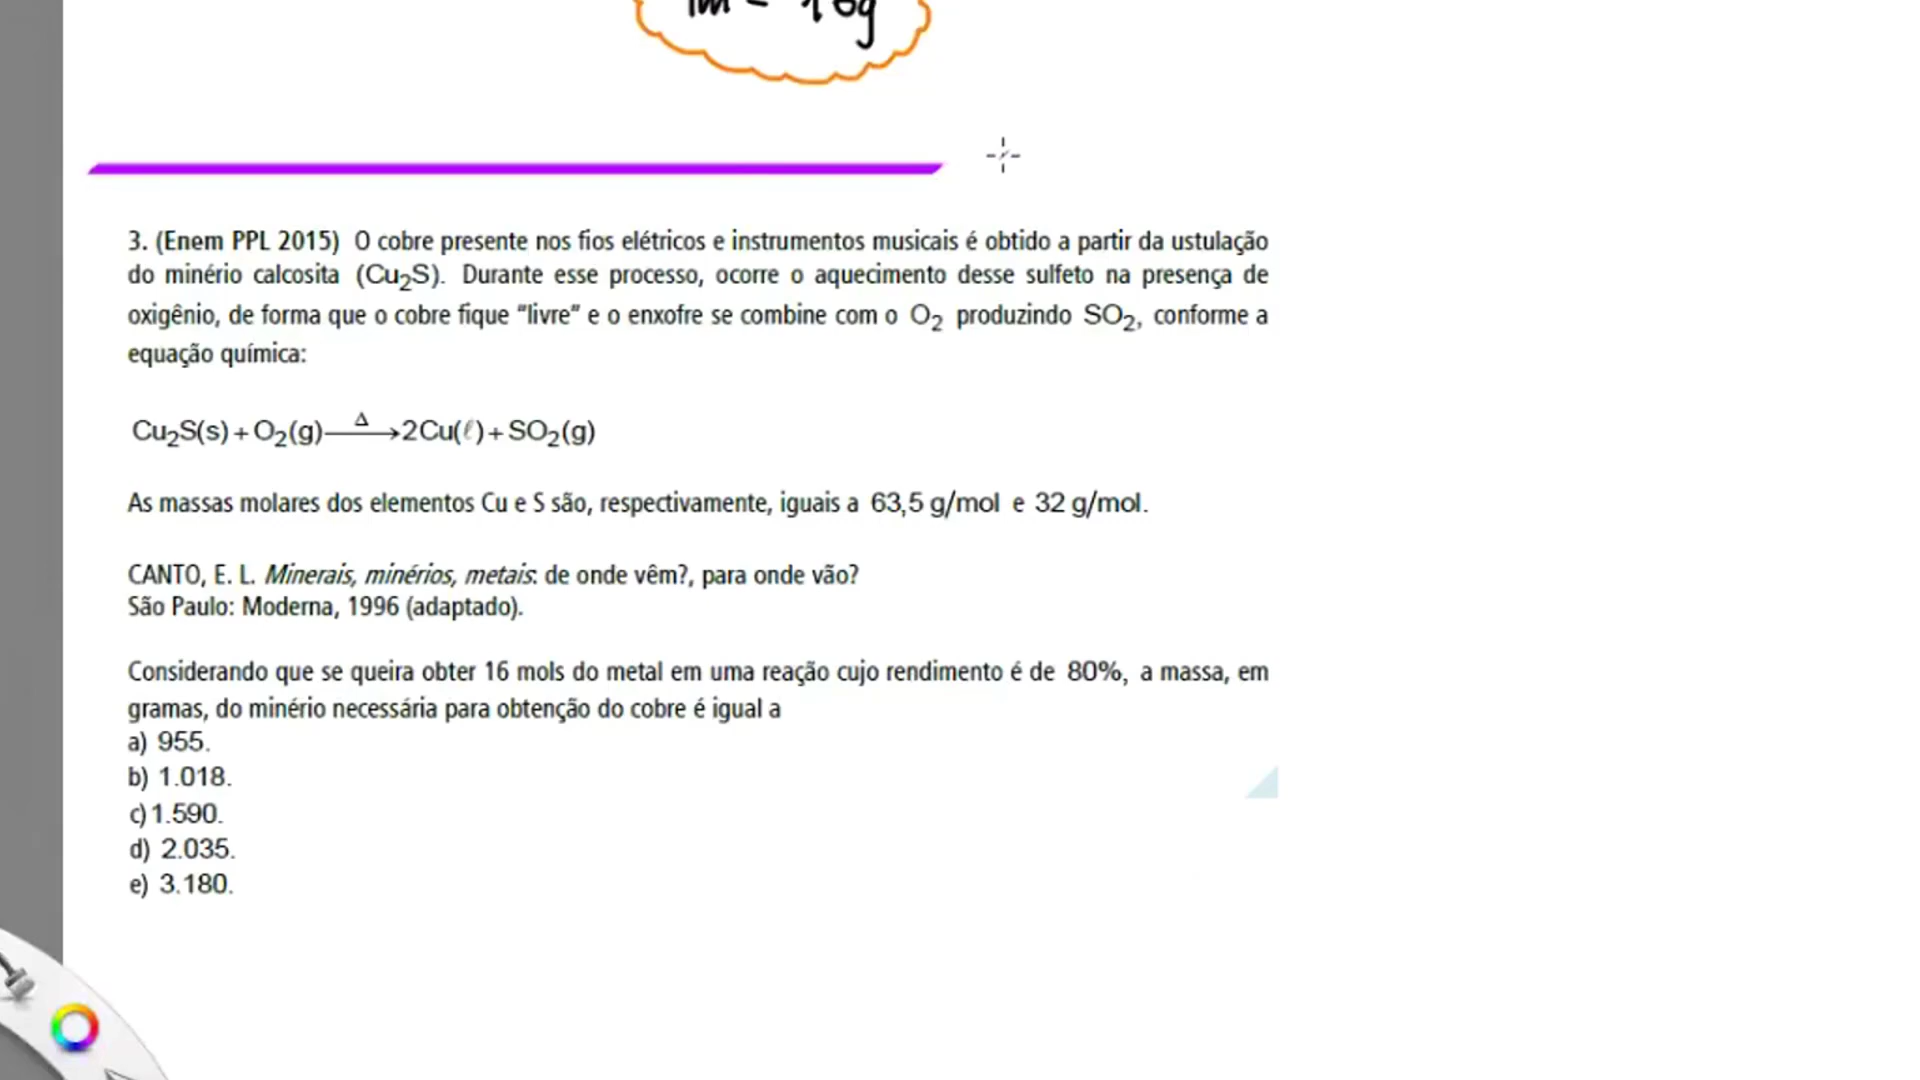 3. (Enem PPL 2015) O cobre presente nos fios elétricos e instrumentos musicais é obtido a partir da ustulação
do minério calcosita (Cu₂S). Durante esse processo, ocorre o aquecimento desse sulfeto na presença de
oxigênio, de forma que o cobre fique “livre” e o enxofre se combine com o O₂ produzindo SO₂, conforme a
equação química:
Cu₂S(s) + O₂(g) —Δ→ 2Cu(ℓ) + SO₂(g)
As massas molares dos elementos Cu e S são, respectivamente, iguais a 63,5 g/mol e 32 g/mol.
CANTO, E. L. Minerais, minérios, metais: de onde vêm?, para onde vão?
São Paulo: Moderna, 1996 (adaptado).
Considerando que se queira obter 16 mols do metal em uma reação cujo rendimento é de 80%, a massa, em
gramas, do minério necessária para obtenção do cobre é igual a
a) 955.
b) 1.018.
c) 1.590.
d) 2.035.
e) 3.180.